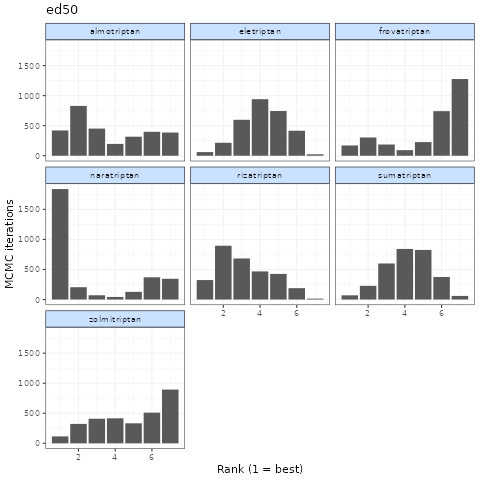 ed50
almotriptan eletriptan frovatriptan
1500
1000
500
0
naratriptan rizatriptan sumatriptan
1500
1000
500
0
2 4 6 2 4 6
zolmitriptan
1500
1000
500
0
2 4 6
MCMC iterations
Rank (1 = best)